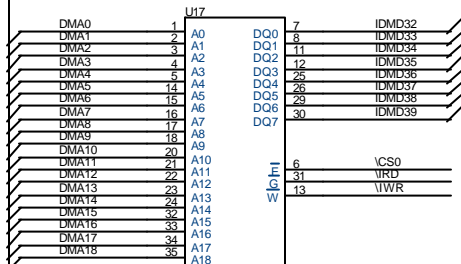 U17
DMA0 1 A0 DQ0 7 IDMD32
DMA1 2 A1 DQ1 8 IDMD33
DMA2 3 A2 DQ2 11 IDMD34
DMA3 4 A3 DQ3 12 IDMD35
DMA4 5 A4 DQ4 25 IDMD36
DMA5 14 A5 DQ5 26 IDMD37
DMA6 15 A6 DQ6 29 IDMD38
DMA7 16 A7 DQ7 30 IDMD39
DMA8 17 A8
DMA9 18 A9
DMA10 20 A10
DMA11 21 A11 E 6 \CS0
DMA12 22 A12 G 31 \IRD
DMA13 23 A13 W 13 \IWR
DMA14 24 A14
DMA15 32 A15
DMA16 33 A16
DMA17 34 A17
DMA18 35 A18